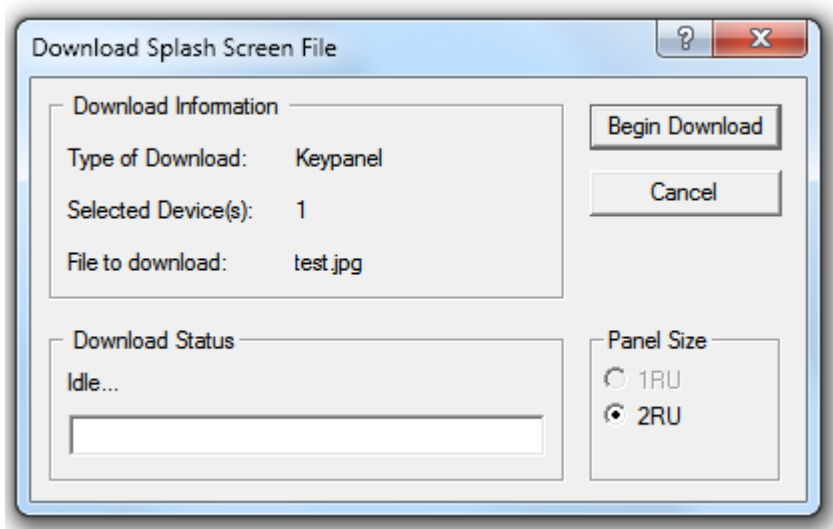 Download Splash Screen File
Download Information
Type of Download: Keypanel
Selected Device(s): 1
File to download: test.jpg
Begin Download
Cancel
Download Status
Idle...
Panel Size
1RU
2RU